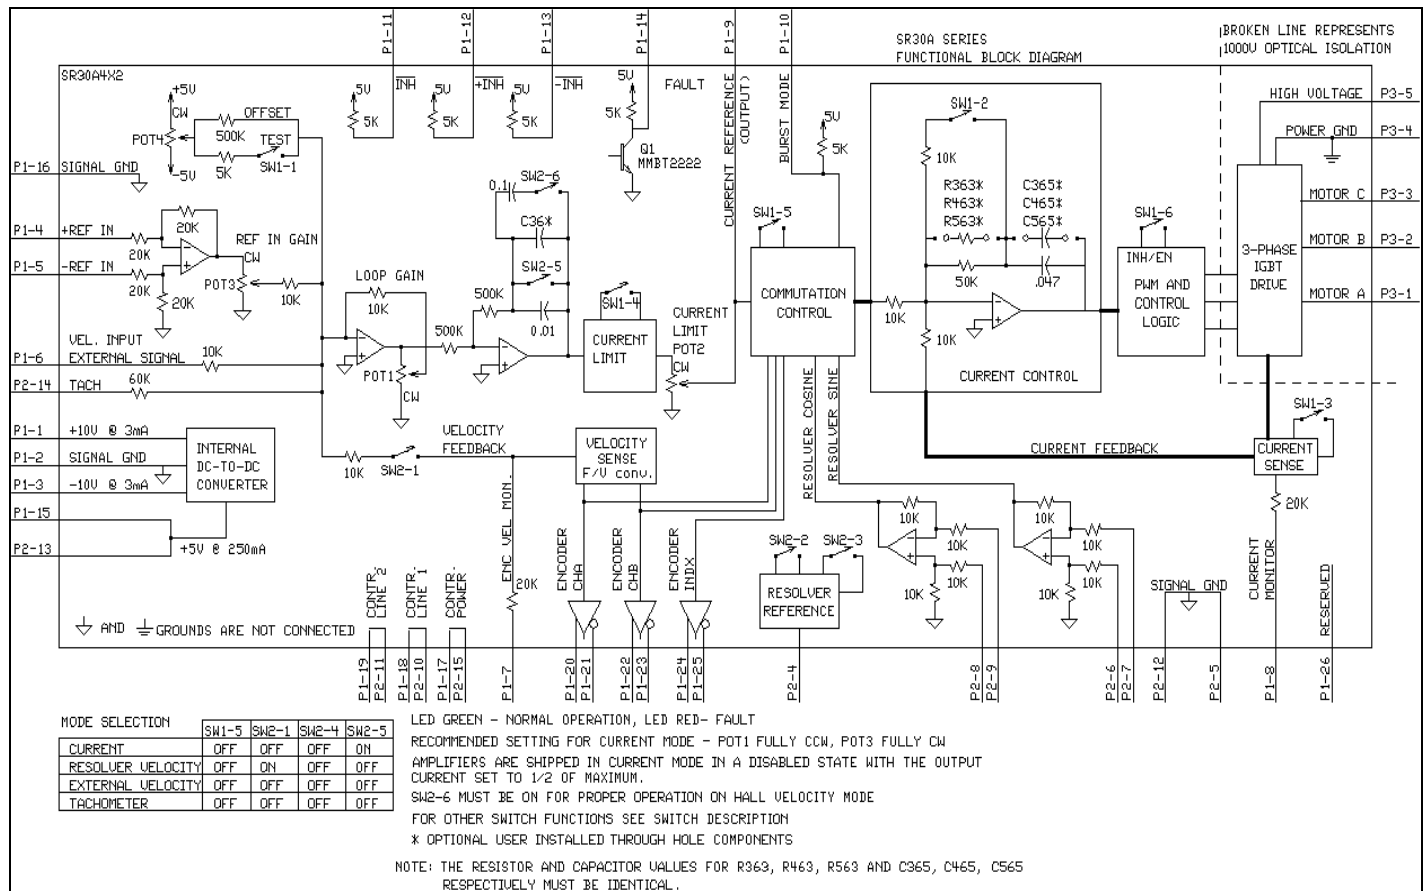 P1-11
P1-12
P1-13
P1-14
P1-9
P1-10
SR30A SERIES
FUNCTIONAL BLOCK DIAGRAM
BROKEN LINE REPRESENTS
1000V OPTICAL ISOLATION
SR30A4X2
+5V
CW
OFFSET
POT4
500K
TEST
SW1-1
-5V
5K
5V
INH
5K
5V
+INH
5K
5V
-INH
5K
5V
5K
FAULT
Q1
MMBT2222
CURRENT REFERENCE
(OUTPUT)
BURST MODE
5V
5K
SW1-2
10K
R363*
R463*
R563*
C365*
C465*
C565*
50K
.047
10K
10K
CURRENT CONTROL
HIGH VOLTAGE
P3-5
POWER GND
P3-4
MOTOR C
P3-3
MOTOR B
P3-2
MOTOR A
P3-1
3-PHASE
IGBT
DRIVE
SW1-6
INH/EN
PWM AND
CONTROL
LOGIC
P1-16
SIGNAL GND
P1-4
+REF IN
20K
20K
P1-5
-REF IN
20K
20K
REF IN GAIN
CW
POT3
10K
LOOP GAIN
10K
POT1
CW
500K
500K
0.1
SW2-6
C36*
SW2-5
0.01
SW1-4
CURRENT
LIMIT
CURRENT
LIMIT
POT2
CW
SW1-5
COMMUTATION
CONTROL
VEL. INPUT
P1-6
EXTERNAL SIGNAL
10K
P2-14
TACH
60K
P1-1
+10V @ 3mA
P1-2
SIGNAL GND
P1-3
-10V @ 3mA
P1-15
P2-13
+5V @ 250mA
INTERNAL
DC-TO-DC
CONVERTER
10K
SW2-1
VELOCITY
FEEDBACK
VELOCITY
SENSE
F/V conv.
RESOLVER COSINE
RESOLVER SINE
CURRENT FEEDBACK
SW1-3
CURRENT
SENSE
20K
ENC VEL MON.
20K
ENCODER
CHA
ENCODER
CHB
ENCODER
INDX
SW2-2
SW2-3
RESOLVER
REFERENCE
10K
10K
10K
10K
10K
10K
10K
10K
SIGNAL GND
CURRENT
MONITOR
RESERVED
AND
GROUNDS ARE NOT CONNECTED
CONTR.
LINE 2
CONTR.
LINE 1
CONTR.
POWER
P1-19
P2-11
P1-18
P2-10
P1-17
P2-15
P1-7
P1-20
P1-21
P1-22
P1-23
P1-24
P1-25
P2-4
P2-8
P2-9
P2-6
P2-7
P2-12
P2-5
P1-8
P1-26
MODE SELECTION
SW1-5 SW2-1 SW2-4 SW2-5
CURRENT OFF OFF OFF ON
RESOLVER VELOCITY OFF ON OFF OFF
EXTERNAL VELOCITY OFF OFF OFF OFF
TACHOMETER OFF OFF OFF OFF
LED GREEN - NORMAL OPERATION, LED RED- FAULT
RECOMMENDED SETTING FOR CURRENT MODE - POT1 FULLY CCW, POT3 FULLY CW
AMPLIFIERS ARE SHIPPED IN CURRENT MODE IN A DISABLED STATE WITH THE OUTPUT
CURRENT SET TO 1/2 OF MAXIMUM.
SW2-6 MUST BE ON FOR PROPER OPERATION ON HALL VELOCITY MODE
FOR OTHER SWITCH FUNCTIONS SEE SWITCH DESCRIPTION
* OPTIONAL USER INSTALLED THROUGH HOLE COMPONENTS
NOTE: THE RESISTOR AND CAPACITOR VALUES FOR R363, R463, R563 AND C365, C465, C565
RESPECTIVELY MUST BE IDENTICAL.